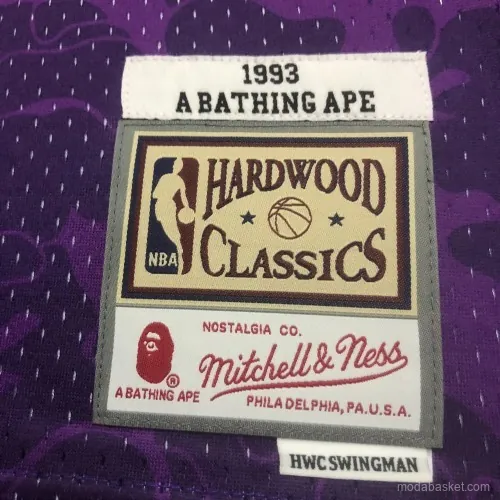 1993
A BATHING APE
HARDWOOD
NBA
CLASSICS
NOSTALGIA CO.
Mitchell & Ness
®
A BATHING APE
PHILADELPHIA, PA. U.S.A.
HWC SWINGMAN
modabasket.com